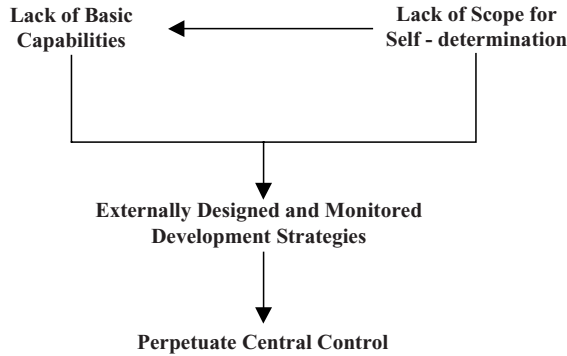 Lack of Basic
Capabilities
Lack of Scope for
Self - determination
Externally Designed and Monitored
Development Strategies
Perpetuate Central Control